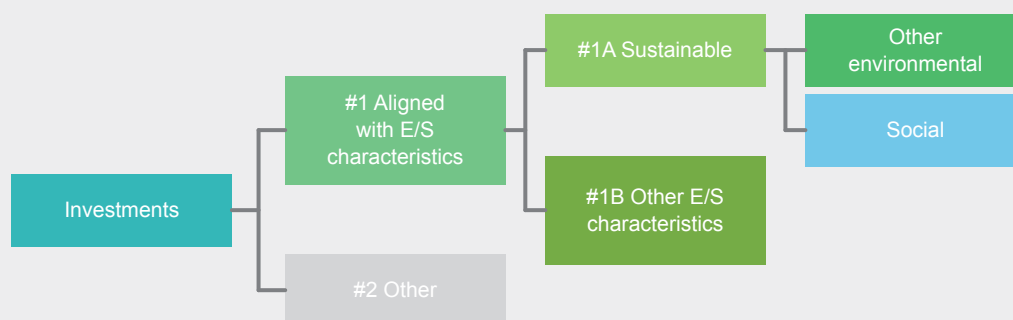 Investments
#1 Aligned
with E/S
characteristics
#2 Other
#1A Sustainable
#1B Other E/S
characteristics
Other
environmental
Social